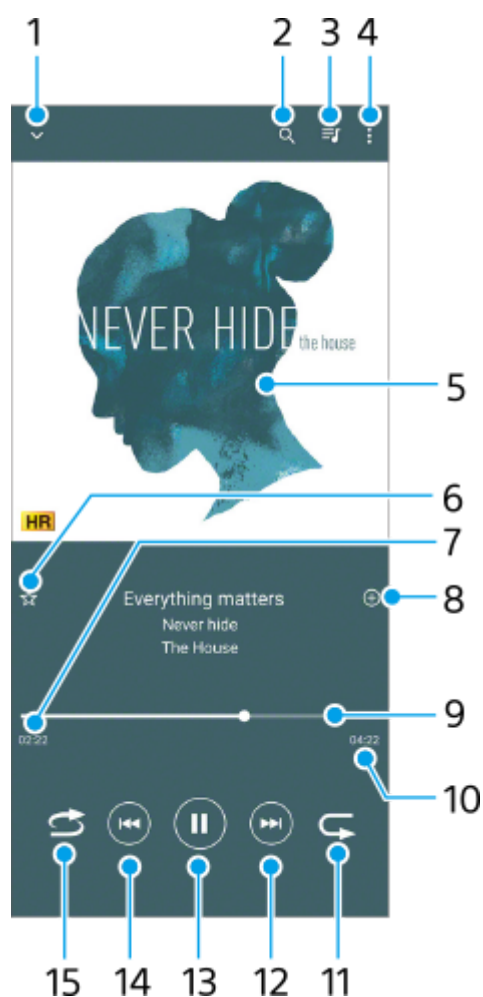 1 2 3 4
NEVER HIDE the house
5
6
HR
7
Everything matters
8
Never hide
The House
9
02:22 04:22
10
15 14 13 12 11